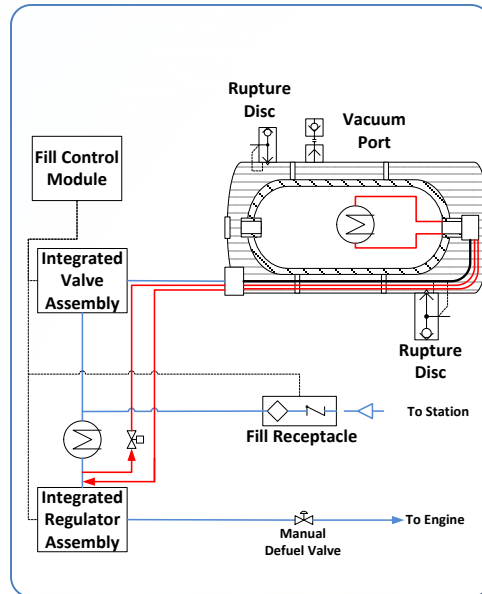 Rupture
Disc
Vacuum
Port
Fill Control
Module
Integrated
Valve
Assembly
Rupture
Disc
To Station
Fill Receptacle
Integrated
Regulator
Assembly
To Engine
Manual
Defuel Valve